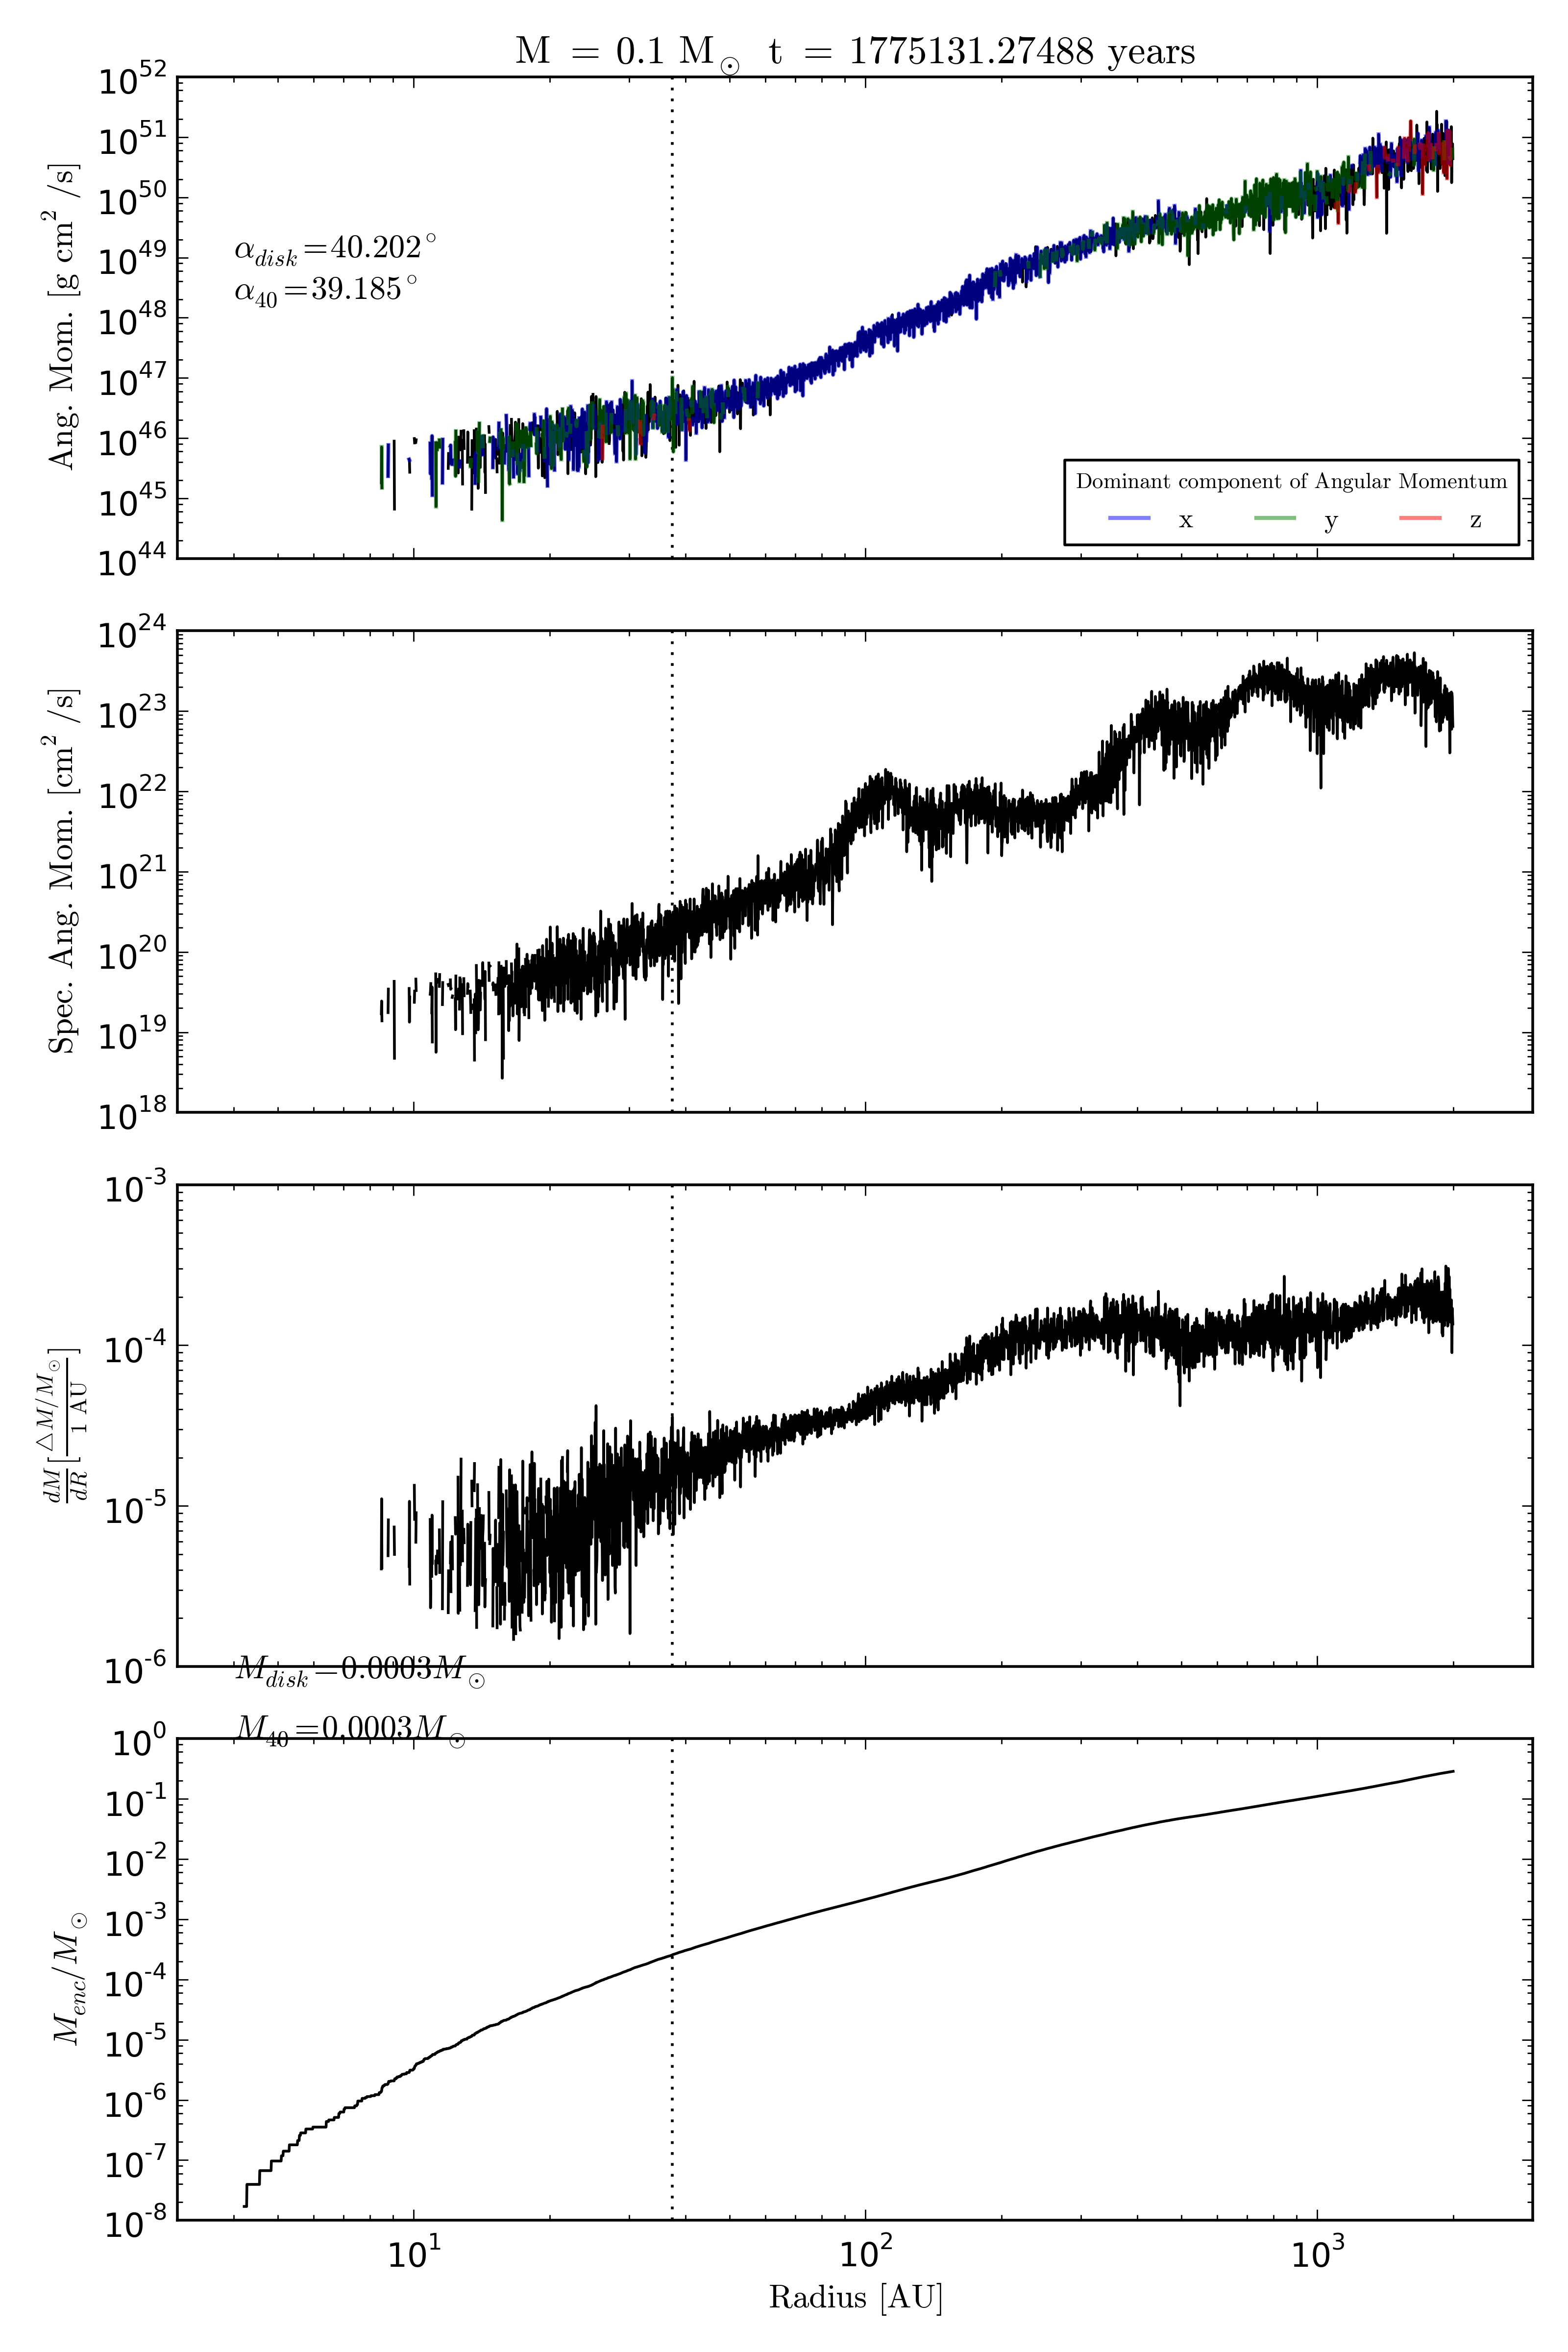 M = 0.1 M⊙ t = 1775131.27488 years
10^52
10^51
10^50
10^49
10^48
10^47
10^46
10^45
10^44
Ang. Mom. [g cm^2 /s]
α_disk=40.202°
α_40=39.185°
Dominant component of Angular Momentum
x y z
10^24
10^23
10^22
10^21
10^20
10^19
10^18
Spec. Ang. Mom. [cm^2 /s]
10^-3
10^-4
10^-5
10^-6
dM/dR [△M/M⊙ / 1 AU]
M_disk=0.0003M⊙
M_40=0.0003M⊙
10^0
10^-1
10^-2
10^-3
10^-4
10^-5
10^-6
10^-7
10^-8
M_enc/M⊙
10^1 10^2 10^3
Radius [AU]